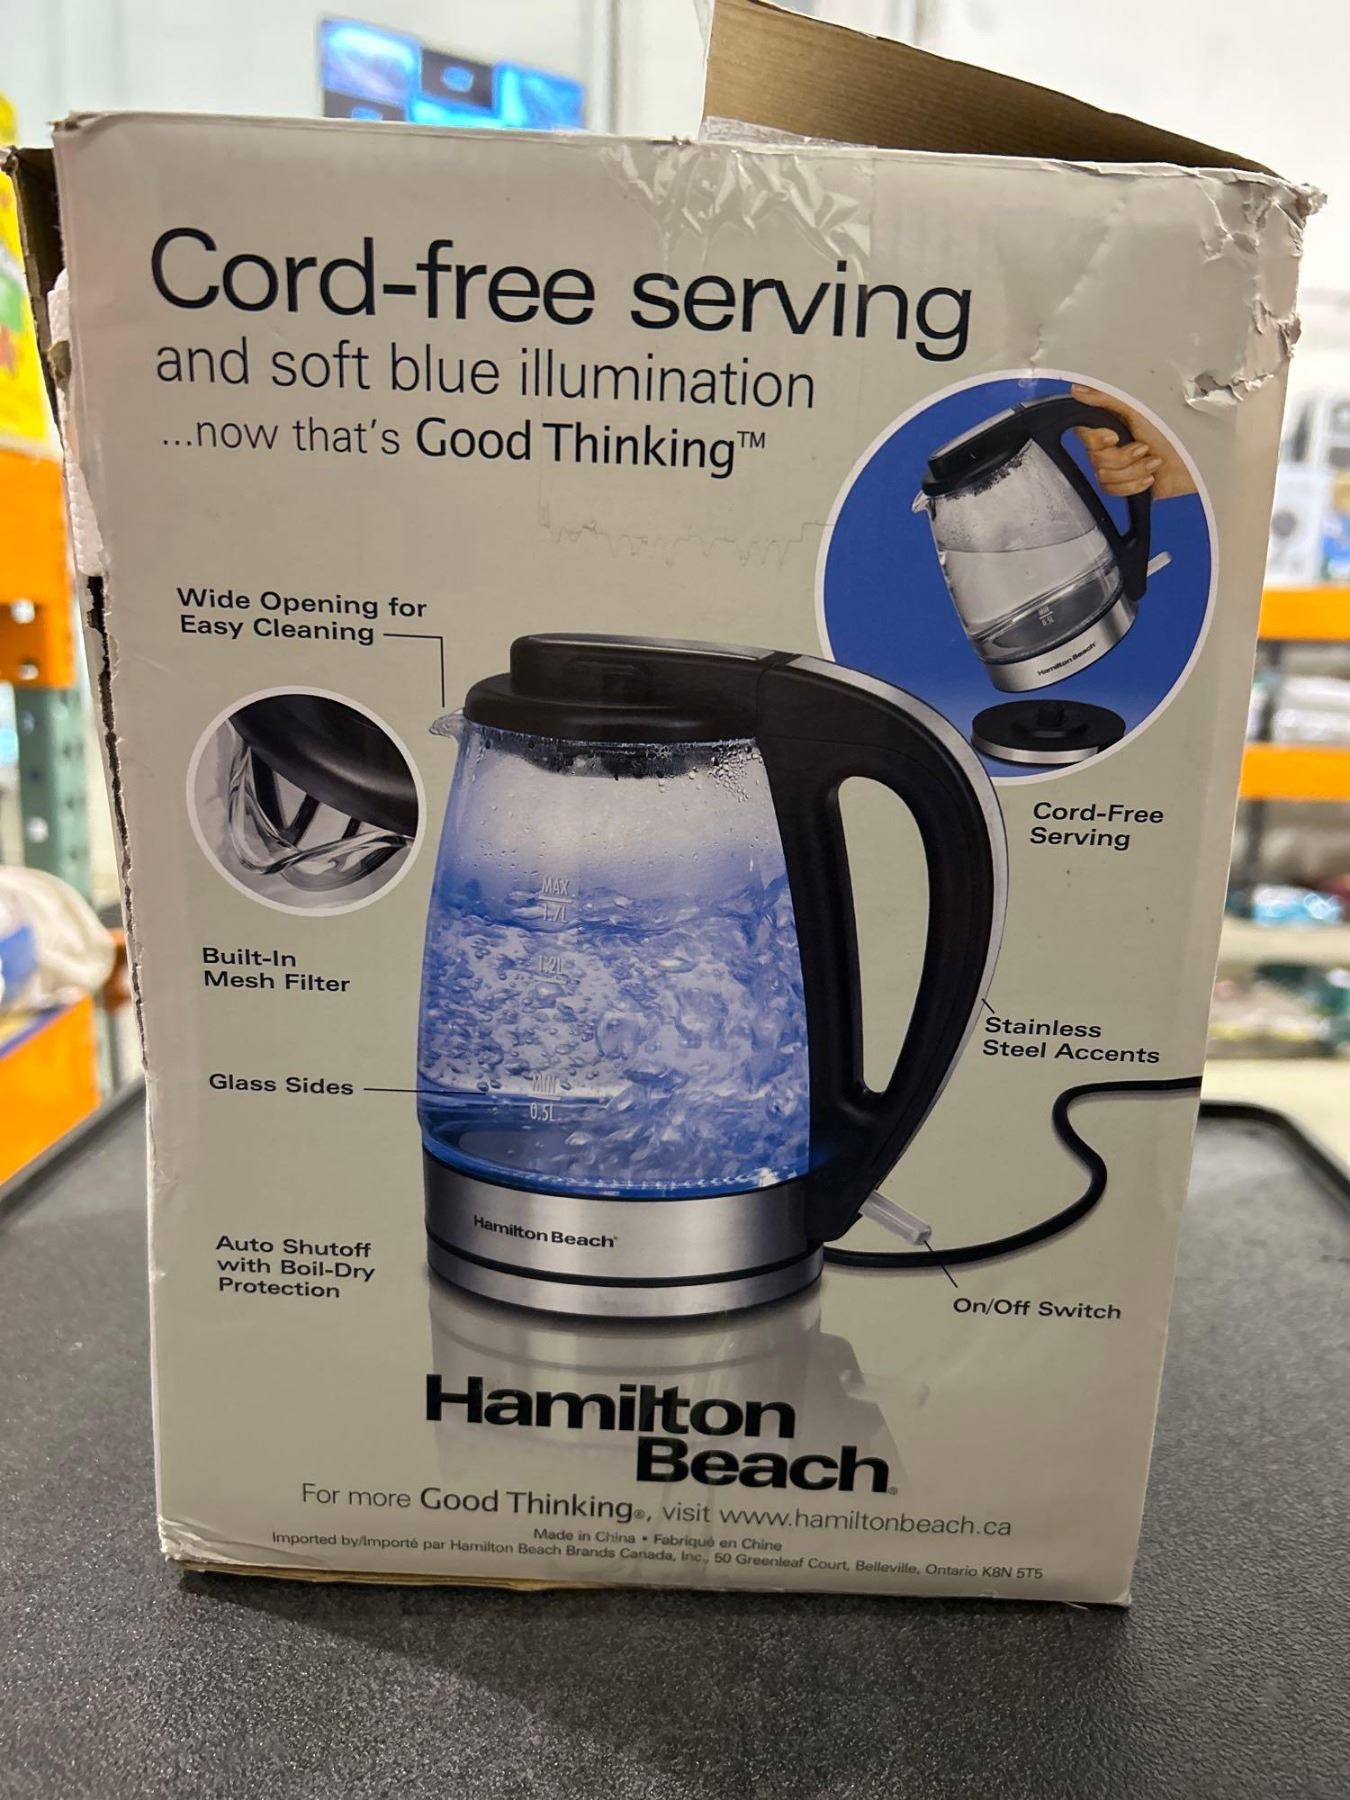 Cord-free serving
and soft blue illumination
...now that's Good Thinking™
Wide Opening for
Easy Cleaning
Hamilton Beach
Cord-Free
Serving
Built-In
Mesh Filter
MAX
1.7L
1.2L
Stainless
Steel Accents
Glass Sides
MIN
0.5L
Hamilton Beach®
Auto Shutoff
with Boil-Dry
Protection
On/Off Switch
Hamilton
Beach®
For more Good Thinking®, visit www.hamiltonbeach.ca
Made in China • Fabriqué en Chine
Imported by/Importé par Hamilton Beach Brands Canada, Inc., 50 Greenleaf Court, Belleville, Ontario K8N 5T5